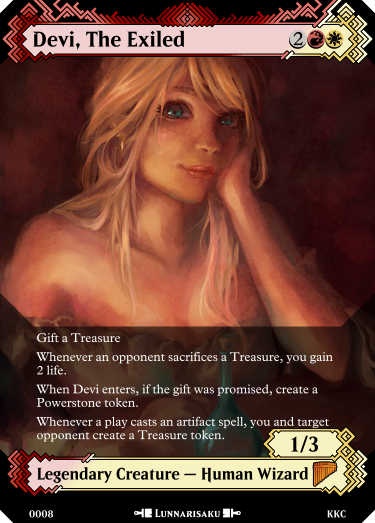 Devi, The Exiled 2
Gift a Treasure
Whenever an opponent sacrifices a Treasure, you gain
2 life.
When Devi enters, if the gift was promised, create a
Powerstone token.
Whenever a play casts an artifact spell, you and target
opponent create a Treasure token.
1/3
Legendary Creature — Human Wizard
0008 Lunnarisaku KKC